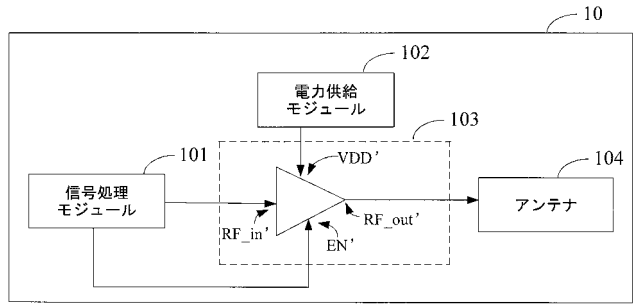 10
102
電力供給
モジュール
103
101
VDD'
104
信号処理
モジュール
アンテナ
RF_in'
RF_out'
EN'